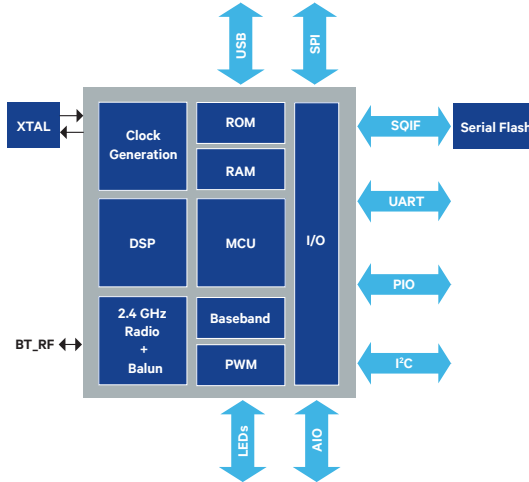 USB
SPI
XTAL
Clock
Generation
ROM
RAM
I/O
SQIF
Serial Flash
UART
DSP
MCU
PIO
2.4 GHz
Radio
+
Balun
Baseband
PWM
BT_RF
I²C
LEDs
AIO